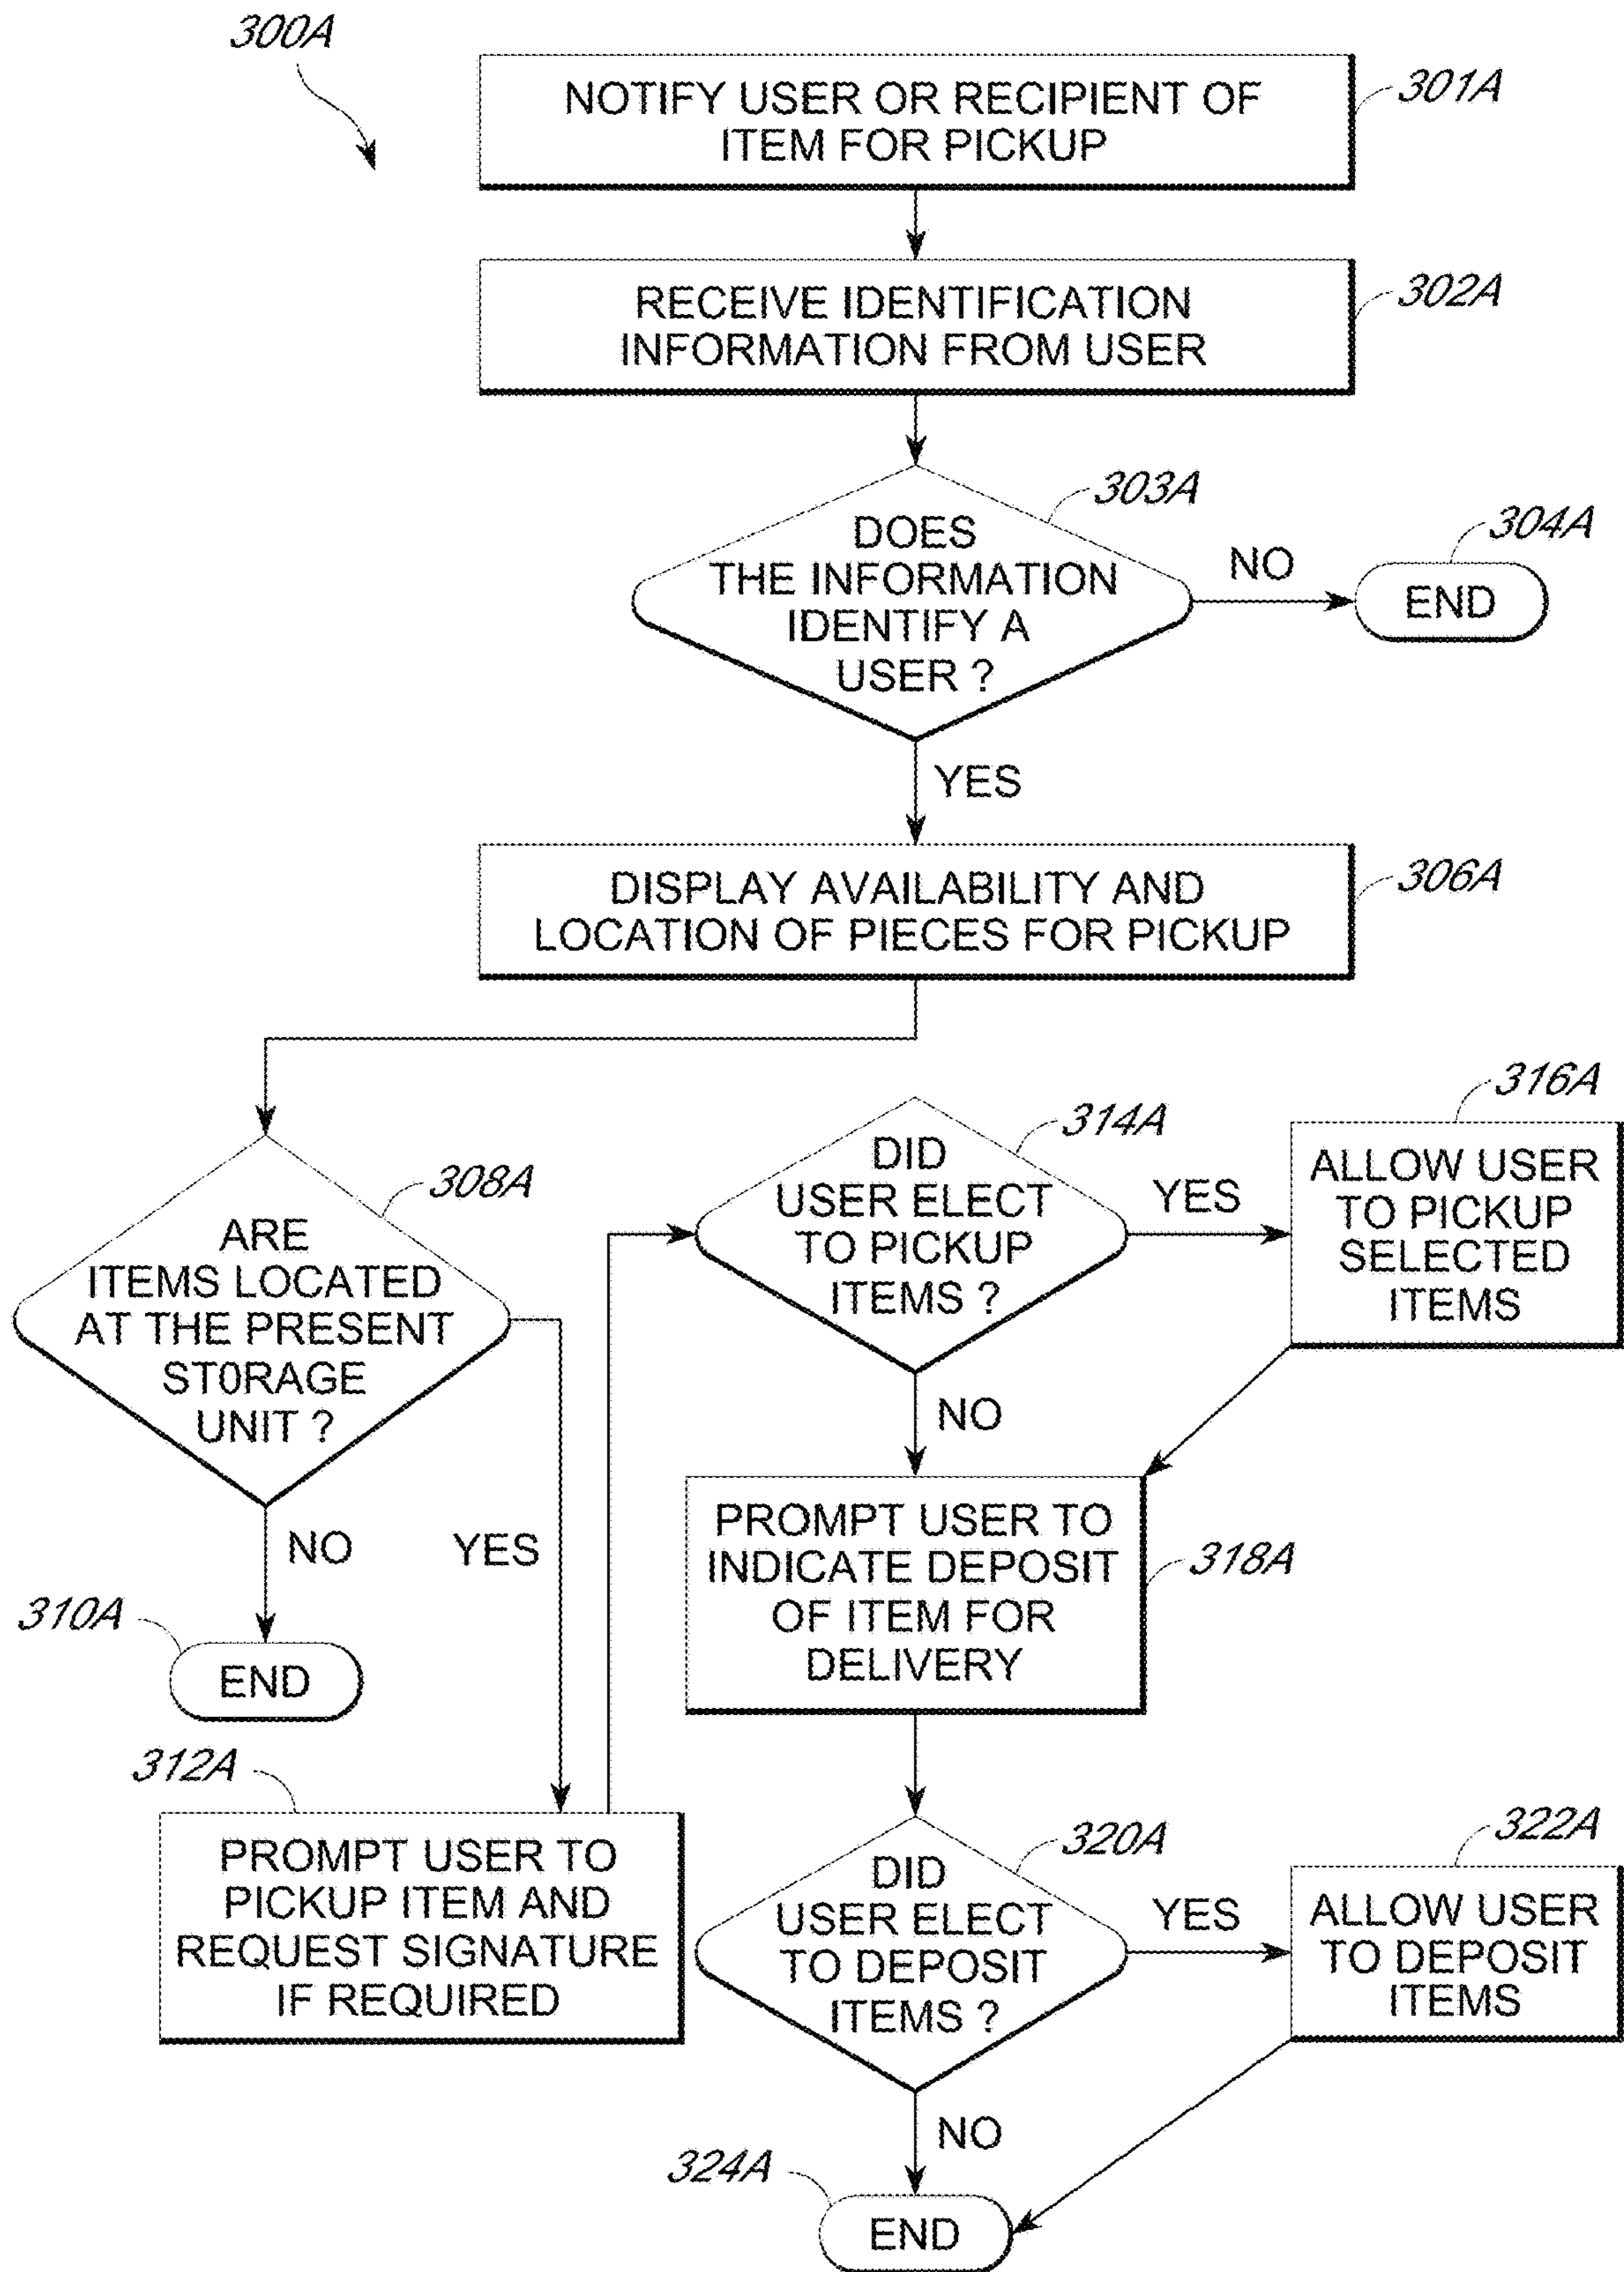 300A
NOTIFY USER OR RECIPIENT OF
ITEM FOR PICKUP
301A
RECEIVE IDENTIFICATION
INFORMATION FROM USER
302A
303A
DOES
THE INFORMATION
IDENTIFY A
USER ?
NO
304A
END
YES
DISPLAY AVAILABILITY AND
LOCATION OF PIECES FOR PICKUP
306A
308A
ARE
ITEMS LOCATED
AT THE PRESENT
ST0RAGE
UNIT ?
NO
YES
310A
END
312A
PROMPT USER TO
PICKUP ITEM AND
REQUEST SIGNATURE
IF REQUIRED
314A
DID
USER ELECT
TO PICKUP
ITEMS ?
YES
316A
ALLOW USER
TO PICKUP
SELECTED
ITEMS
NO
PROMPT USER TO
INDICATE DEPOSIT
OF ITEM FOR
DELIVERY
318A
320A
DID
USER ELECT
TO DEPOSIT
ITEMS ?
YES
322A
ALLOW USER
TO DEPOSIT
ITEMS
NO
324A
END